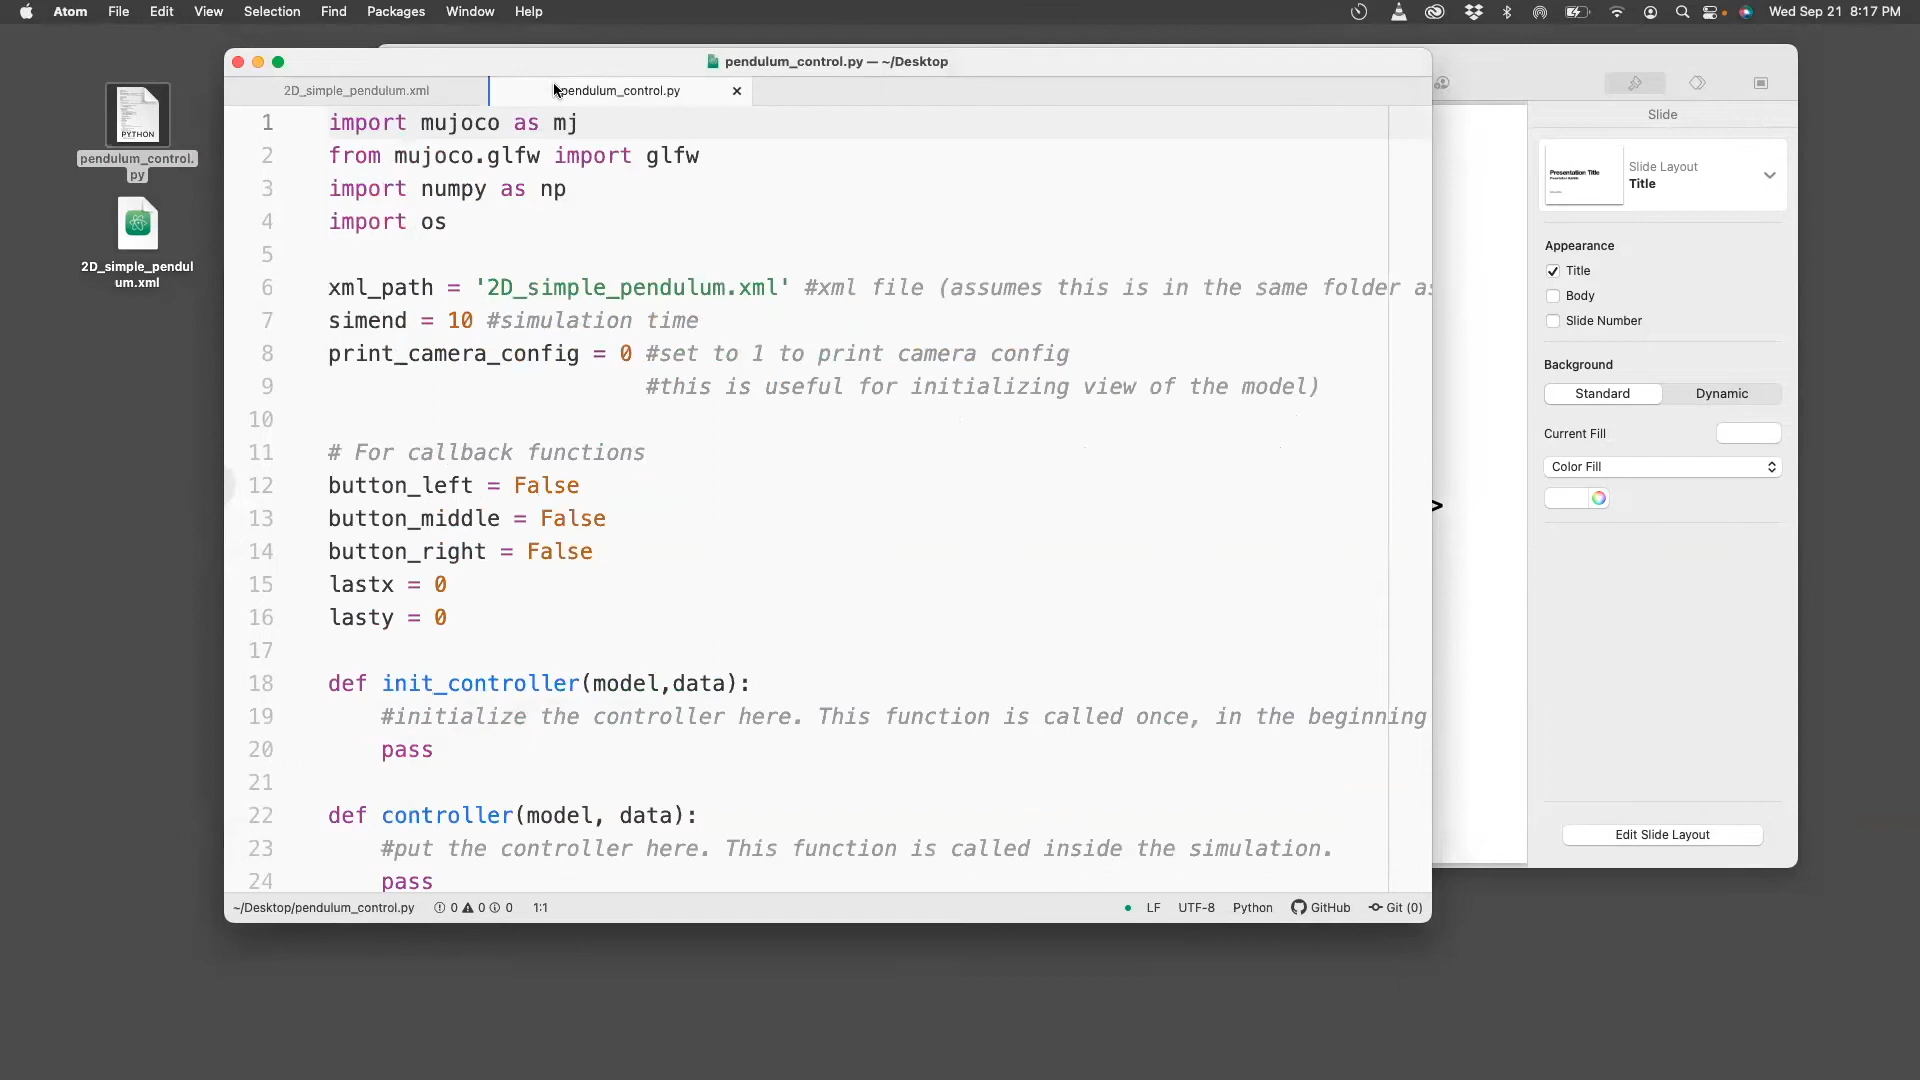 Atom File Edit View Selection Find Packages Window Help Wed Sep 21 8:17 PM
PYTHON
pendulum_control.
py
2D_simple_pendul
um.xml
pendulum_control.py — ~/Desktop
2D_simple_pendulum.xml pendulum_control.py
1 import mujoco as mj
2 from mujoco.glfw import glfw
3 import numpy as np
4 import os
5
6 xml_path = '2D_simple_pendulum.xml' #xml file (assumes this is in the same folder as
7 simend = 10 #simulation time
8 print_camera_config = 0 #set to 1 to print camera config
9 #this is useful for initializing view of the model)
10
11 # For callback functions
12 button_left = False
13 button_middle = False
14 button_right = False
15 lastx = 0
16 lasty = 0
17
18 def init_controller(model,data):
19 #initialize the controller here. This function is called once, in the beginning
20 pass
21
22 def controller(model, data):
23 #put the controller here. This function is called inside the simulation.
24 pass
~/Desktop/pendulum_control.py 0 0 0 1:1 LF UTF-8 Python GitHub Git (0)
>
Slide
Presentation Title
Slide Layout
Title
Appearance
Title
Body
Slide Number
Background
Standard Dynamic
Current Fill
Color Fill
Edit Slide Layout